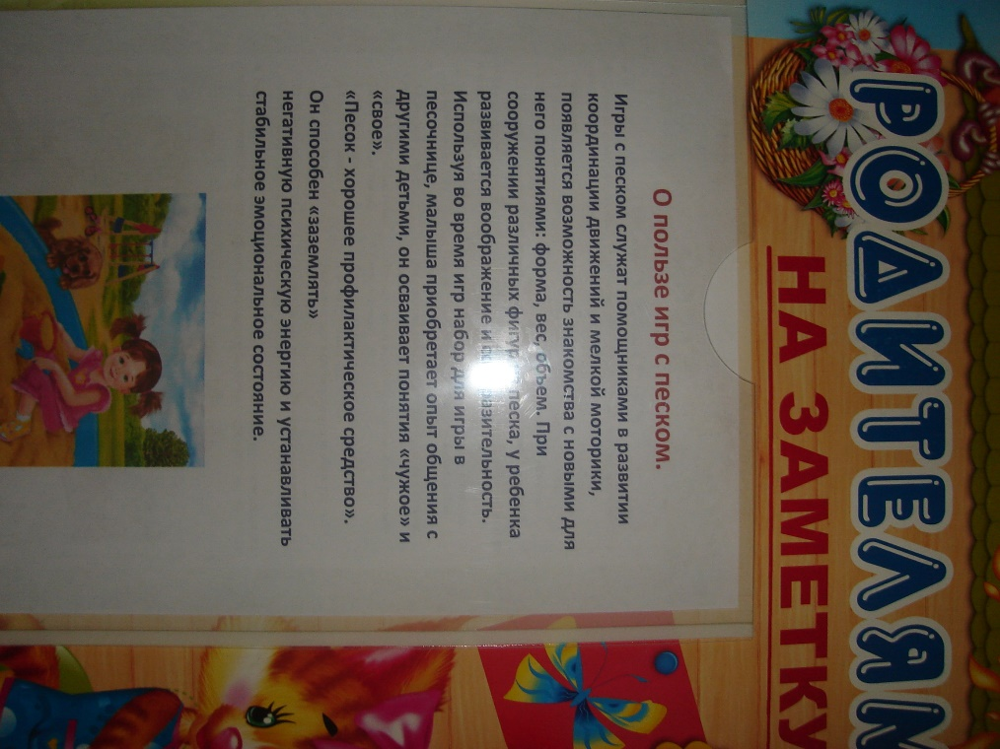 РОДИТЕЛЯМ
НА ЗАМЕТКУ
О пользе игр с песком.
Игры с песком служат помощниками в развитии
координации движений и мелкой моторики,
появляется возможность знакомства с новыми для
него понятиями: форма, вес, объем. При
сооружении различных фигур песка, у ребенка
развивается воображение и
Используя во время игр набор для игры в
песочнице, малыша приобретает опыт общения с
другими детьми, он осваивает понятия «чужое» и
«свое».
«Песок - хорошее профилактическое средство».
Он способен «заземлять»
негативную психическую энергию и устанавливать
стабильное эмоциональное состояние.